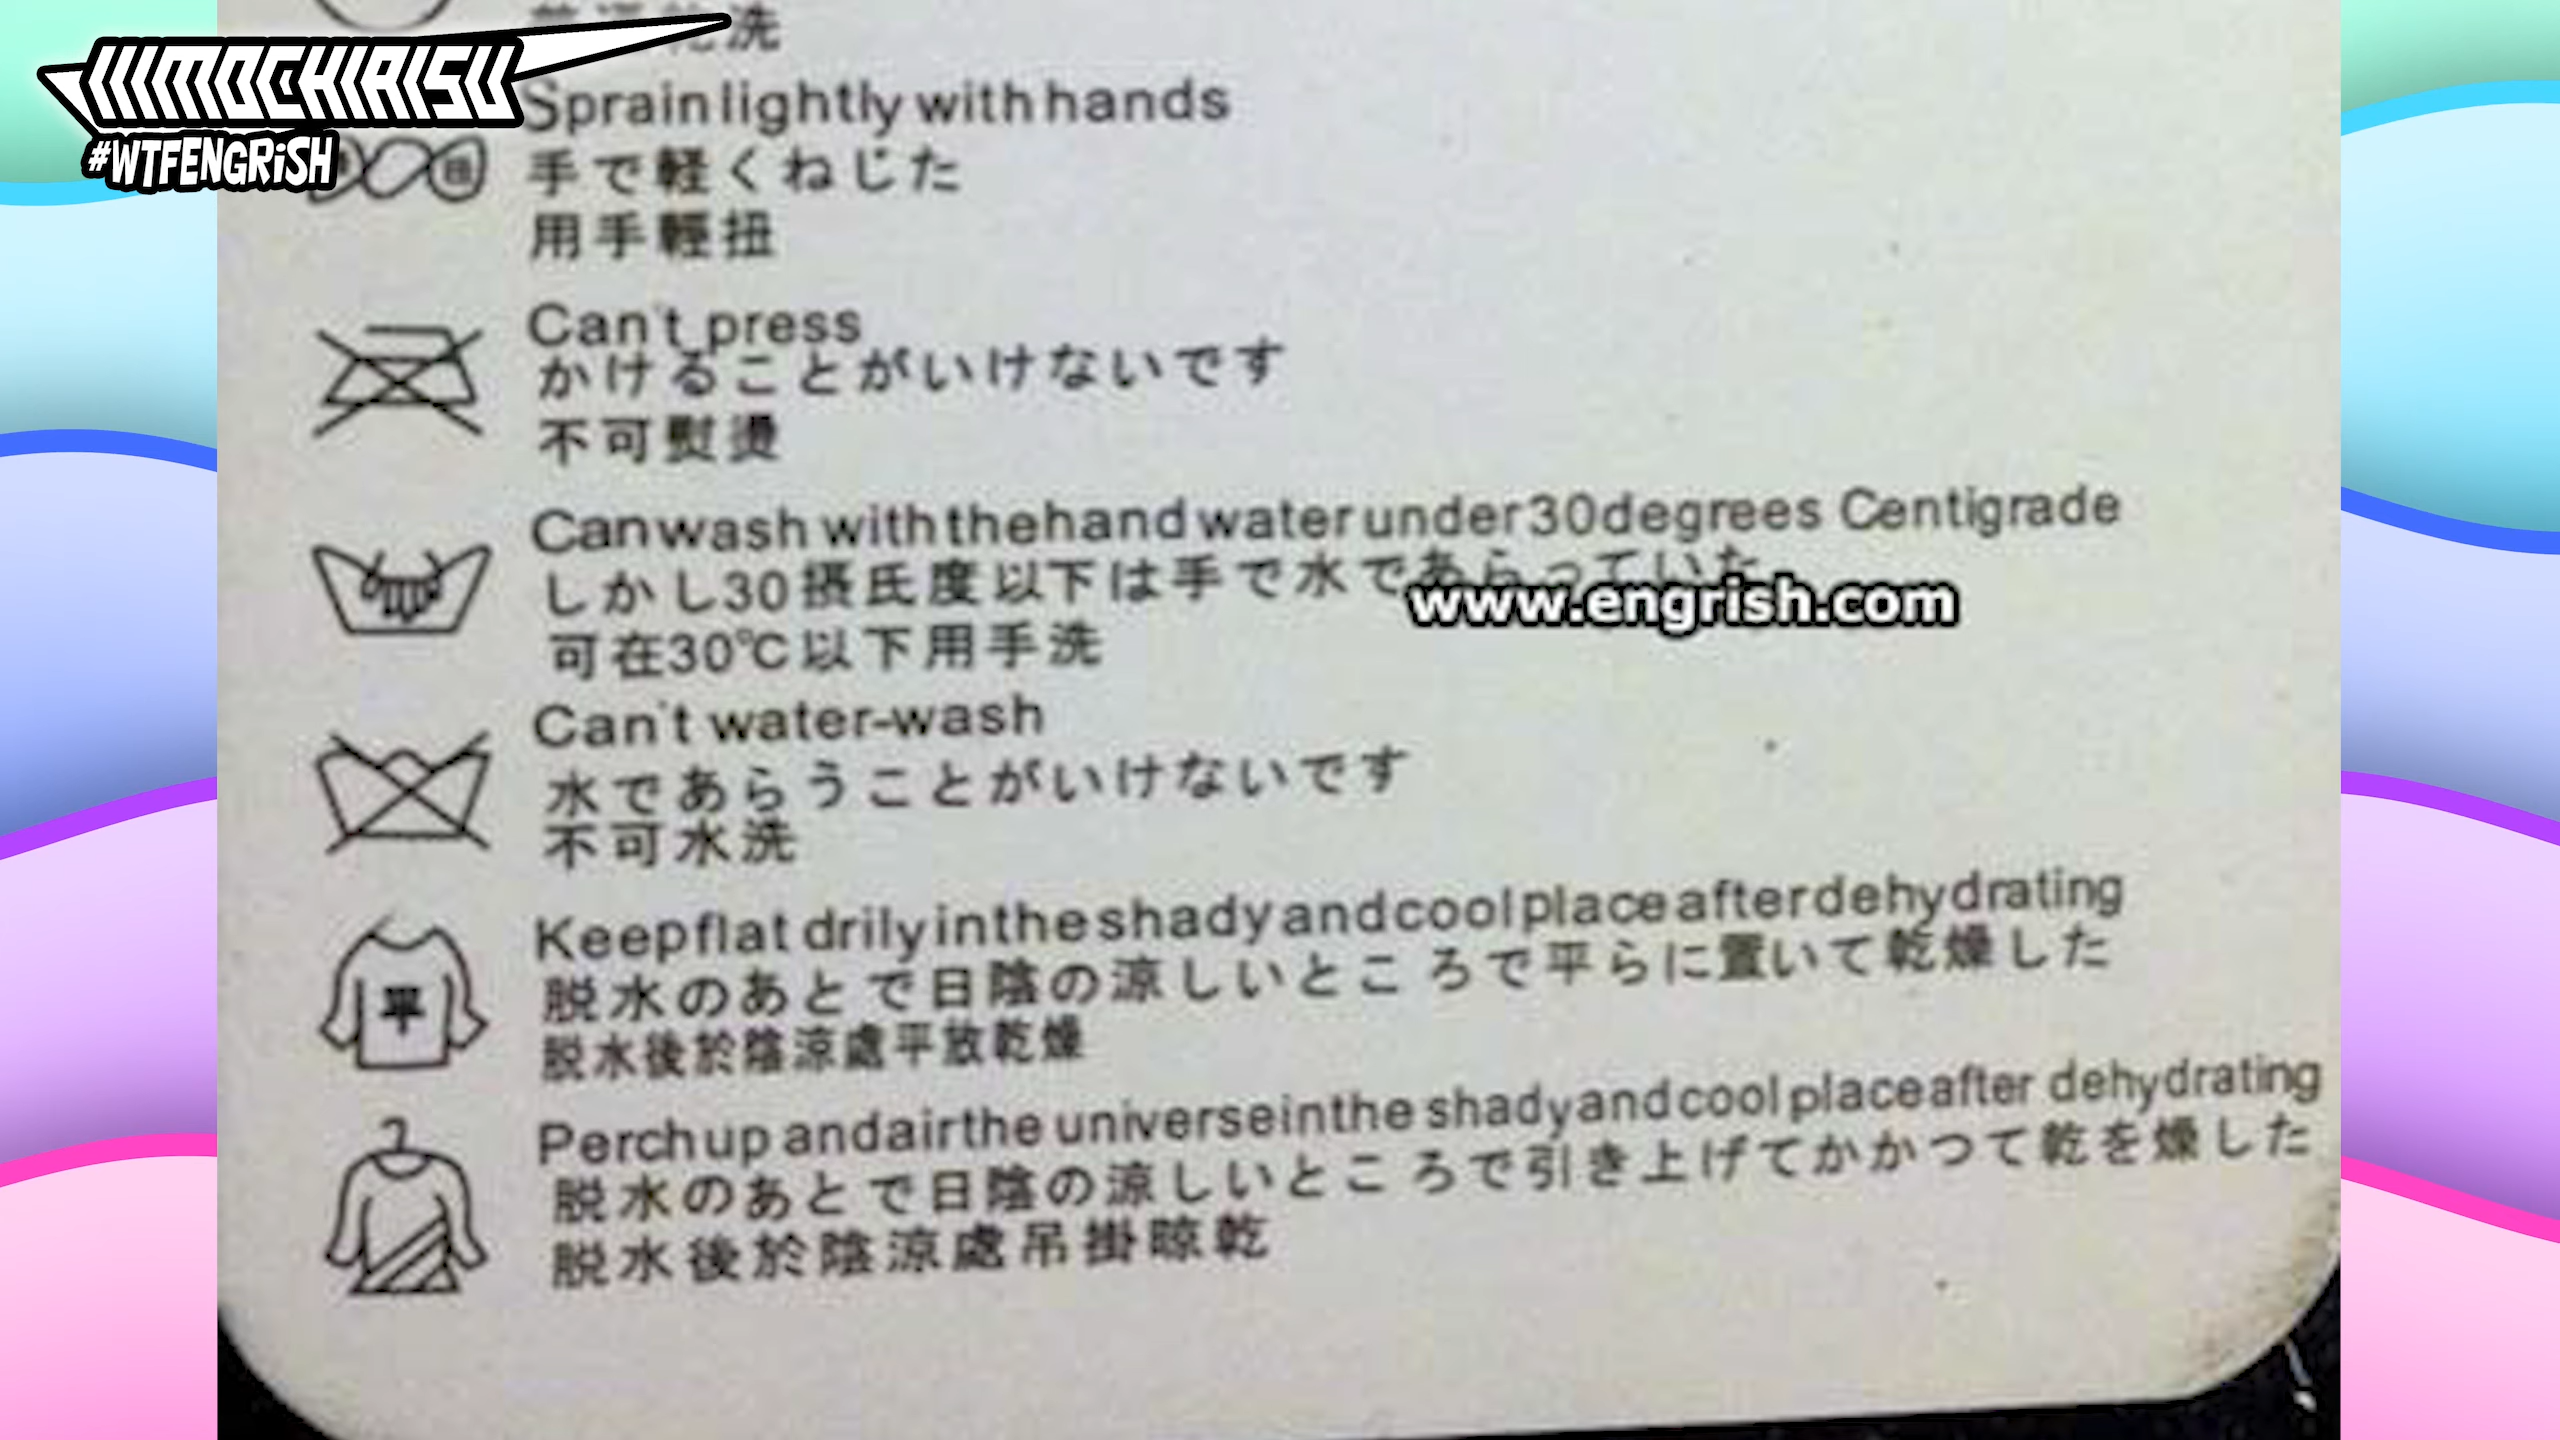 洗
IIIMOCHIRISU
#WTFENGRiSH
Sprain lightly with hands
手で軽くねじた
用手輕扭
Can't press
かけることがいけないです
不可熨燙
Can wash with the hand water under 30 degrees Centigrade
しかし30摂氏度以下は手で水であらっていた
www.engrish.com
可在30℃以下用手洗
Can't water-wash
水であらうことがいけないです
不可水洗
Keep flat drily in the shady and cool place after dehydrating
脱水のあとで日陰の涼しいところで平らに置いて乾燥した
平
脱水後於陰涼處平放乾燥
Perch up and air the universe in the shady and cool place after dehydrating
脱水のあとで日陰の涼しいところで引き上げてかかつて乾を燥した
脱水後於陰涼處吊掛晾乾